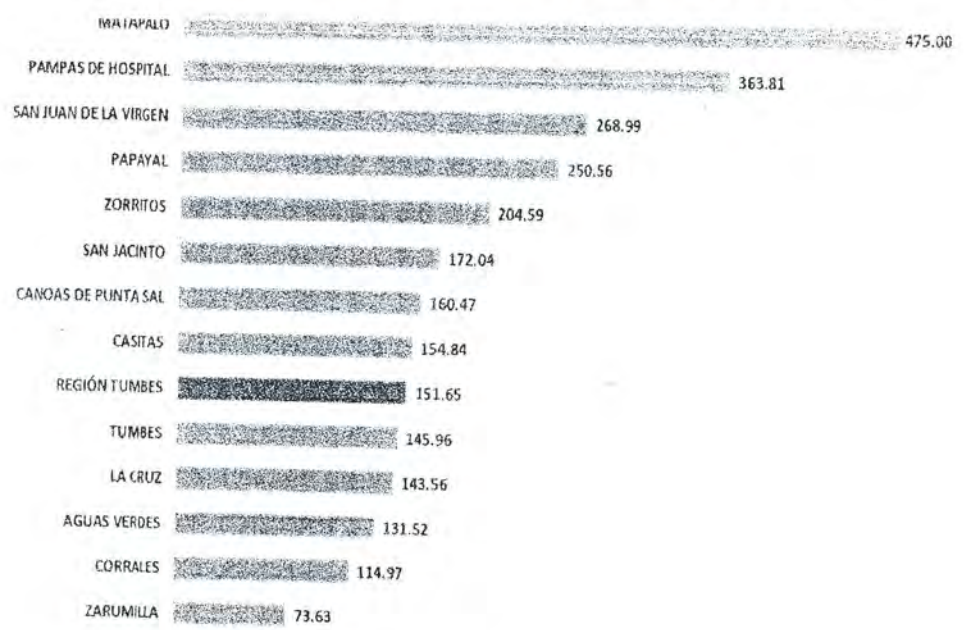 MATAPALO 475.00
PAMPAS DE HOSPITAL 363.81
SAN JUAN DE LA VIRGEN 268.99
PAPAYAL 250.56
ZORRITOS 204.59
SAN JACINTO 172.04
CANOAS DE PUNTA SAL 160.47
CASITAS 154.84
REGIÓN TUMBES 151.65
TUMBES 145.96
LA CRUZ 143.56
AGUAS VERDES 131.52
CORRALES 114.97
ZARUMILLA 73.63